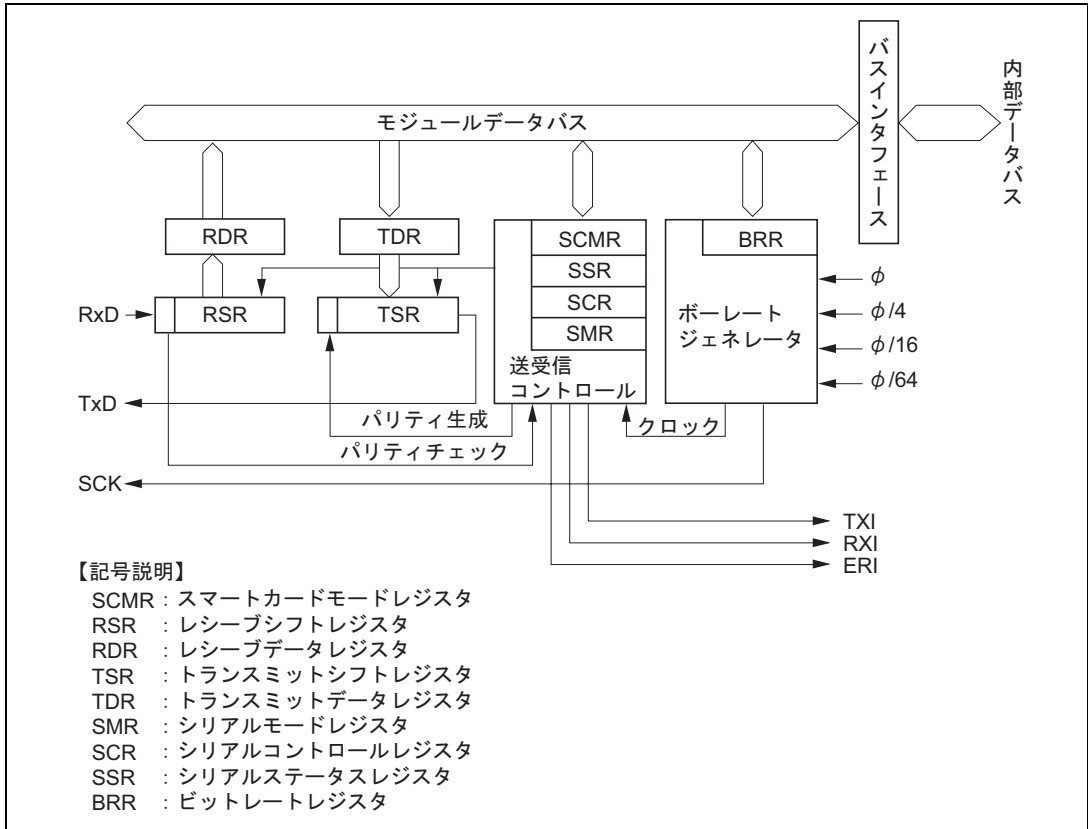 バスインタフェース
内部データバス
モジュールデータバス
RDR
TDR
SCMR
BRR
SSR
φ
RxD
RSR
TSR
SCR
ボーレート
ジェネレータ
φ/4
SMR
φ/16
送受信
コントロール
φ/64
TxD
パリティ生成
クロック
パリティチェック
SCK
TXI
RXI
ERI
【記号説明】
SCMR : スマートカードモードレジスタ
RSR : レシーブシフトレジスタ
RDR : レシーブデータレジスタ
TSR : トランスミットシフトレジスタ
TDR : トランスミットデータレジスタ
SMR : シリアルモードレジスタ
SCR : シリアルコントロールレジスタ
SSR : シリアルステータスレジスタ
BRR : ビットレートレジスタ